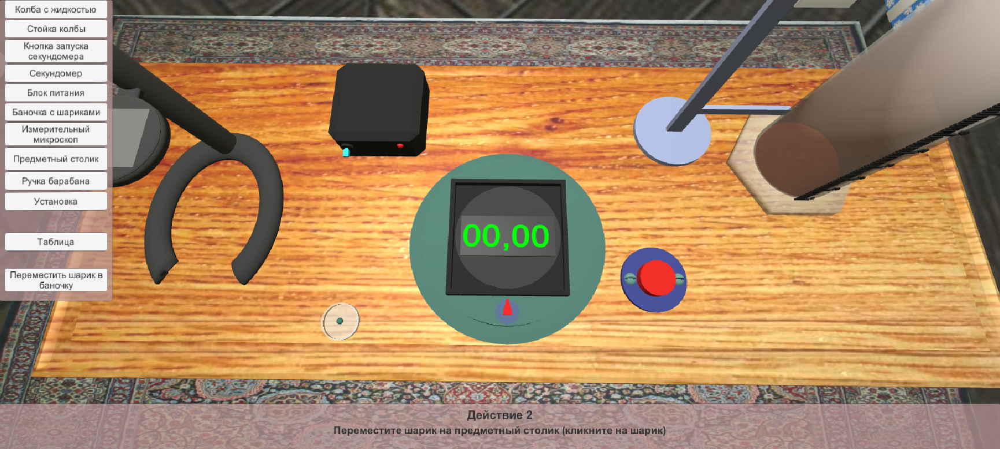 Колба с жидкостью
Стойка колбы
Кнопка запуска
секундомера
Секундомер
Блок питания
Баночка с шариками
Измерительный
микроскоп
Предметный столик
Ручка барабана
Установка
Таблица
Переместить шарик в
баночку
00,00
Действие 2
Переместите шарик на предметный столик (кликните на шарик)